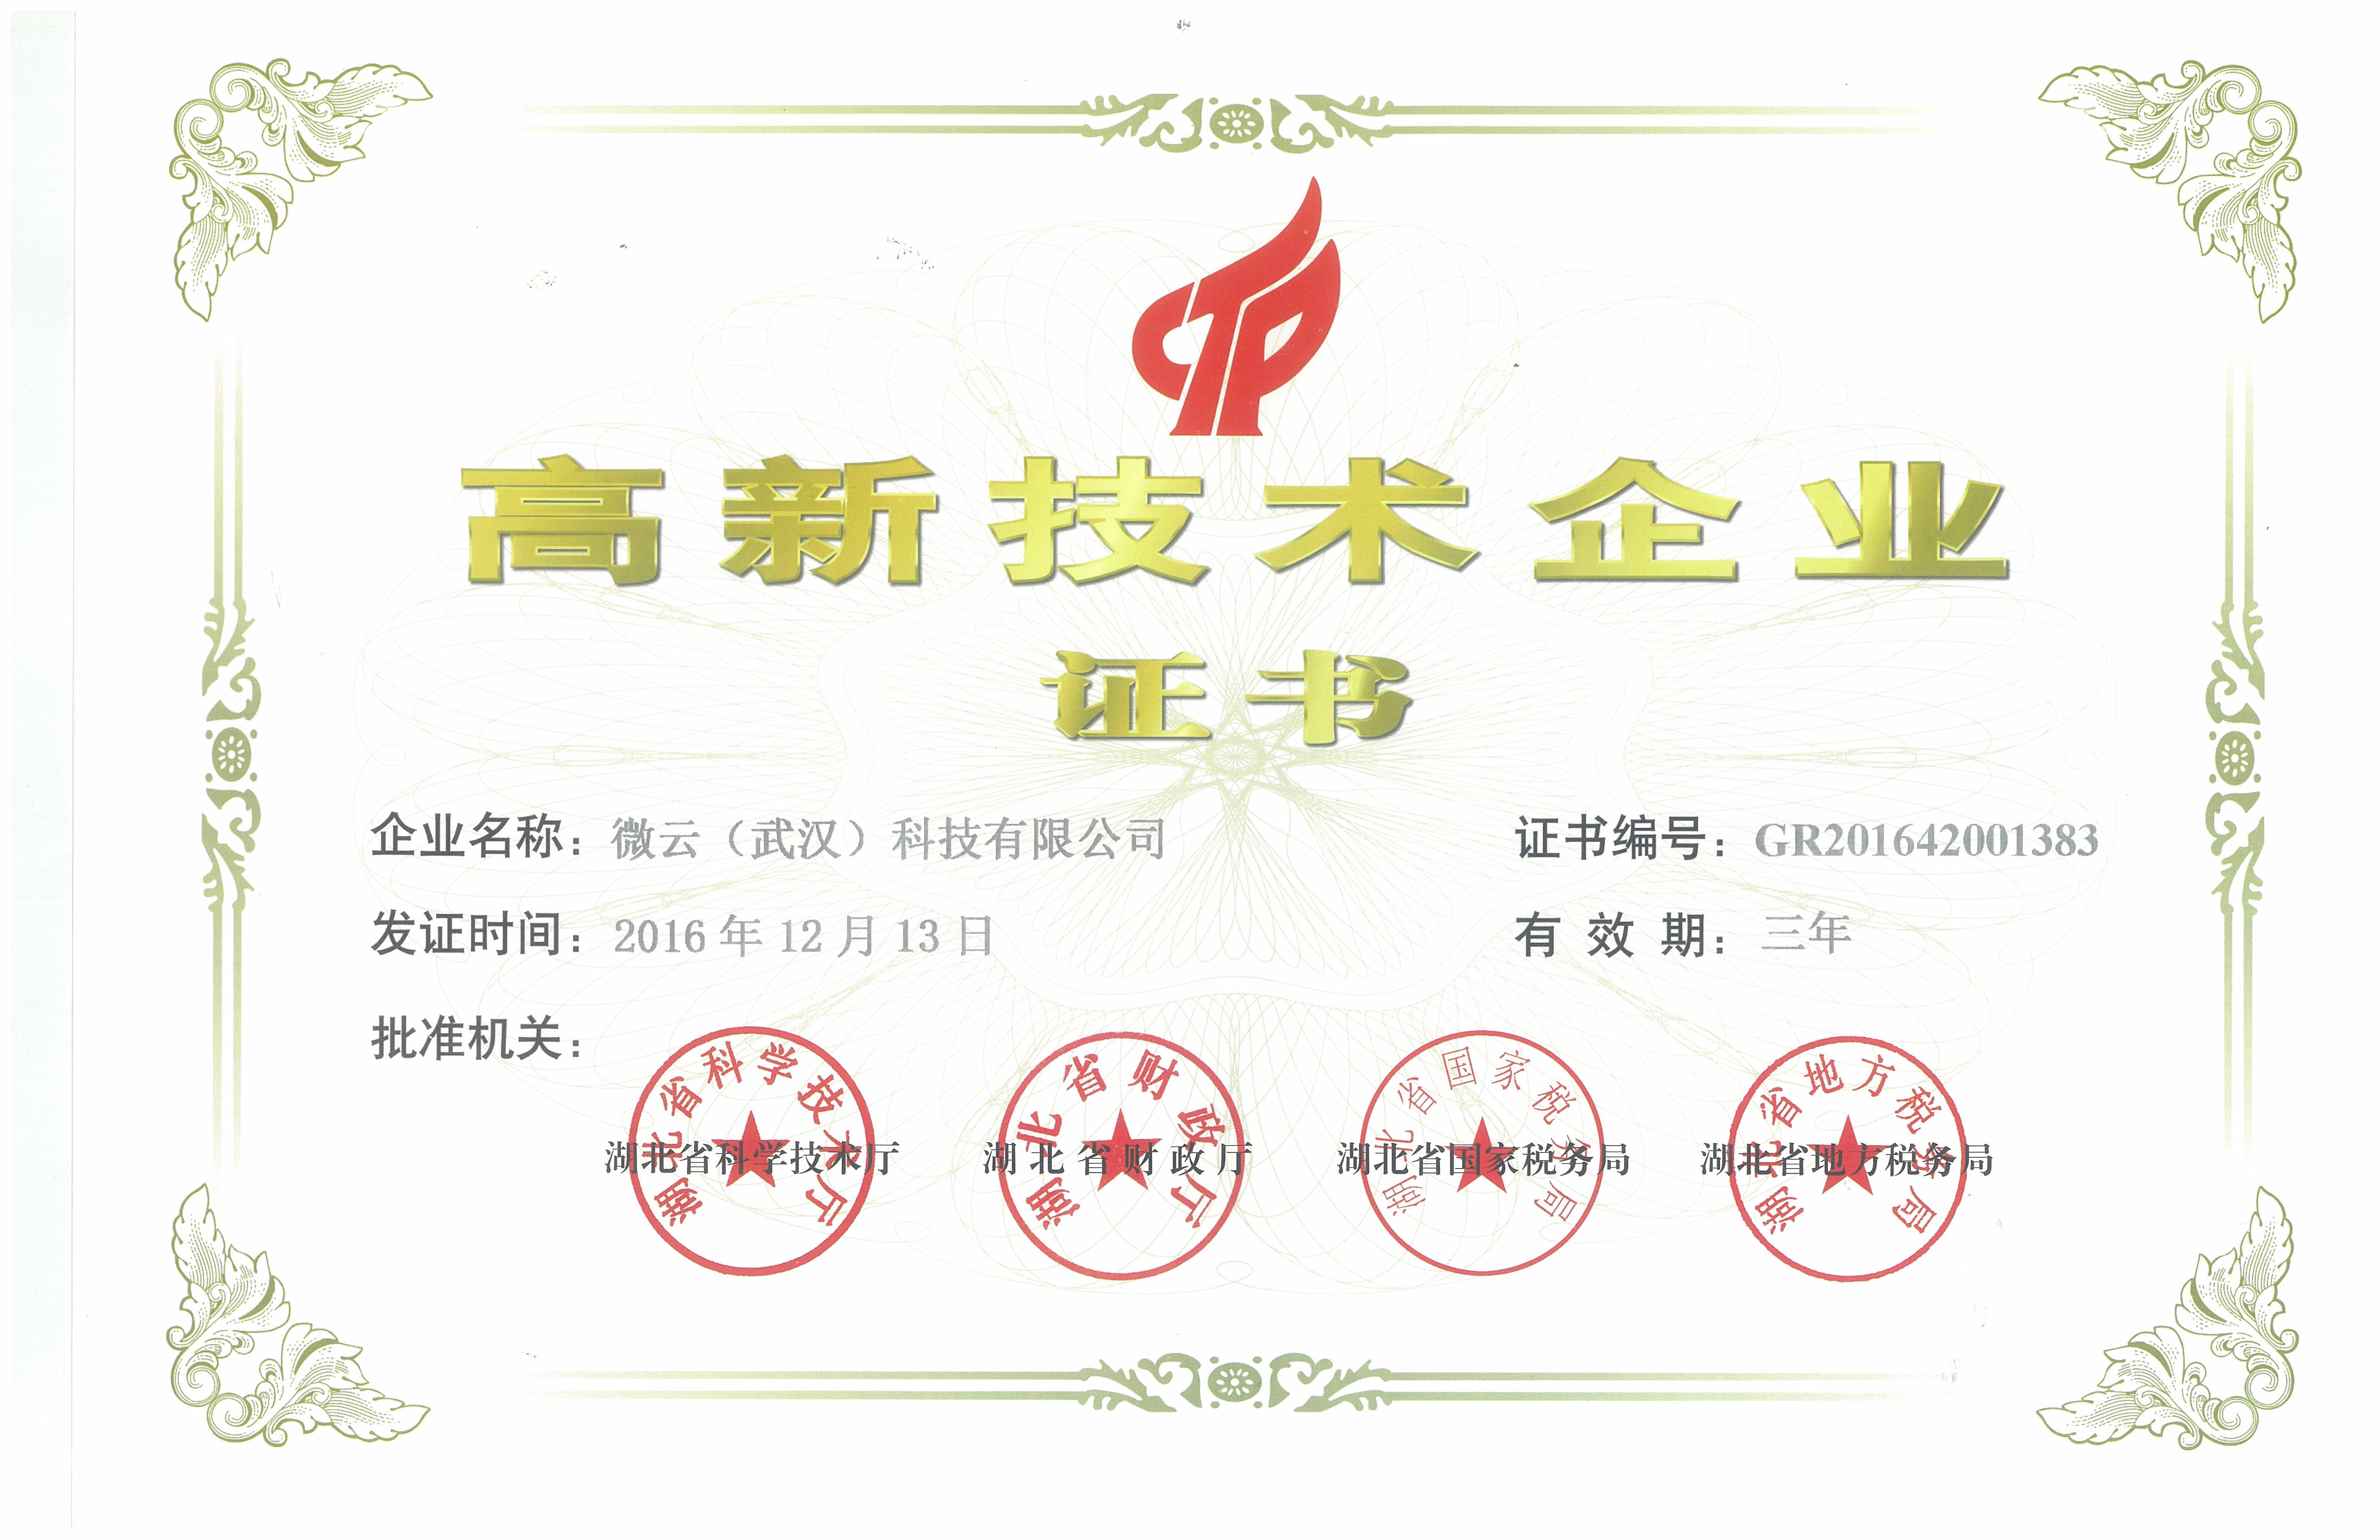 高新技术企业
证书
企业名称：微云（武汉）科技有限公司 证书编号：GR201642001383
发证时间：2016年12月13日 有效期：三年
批准机关：
湖北省科学技术厅 湖北省财政厅 湖北省国家税务局 湖北省地方税务局
湖北省科学技术厅
湖北省财政厅
湖北省国家税务局
湖北省地方税务局